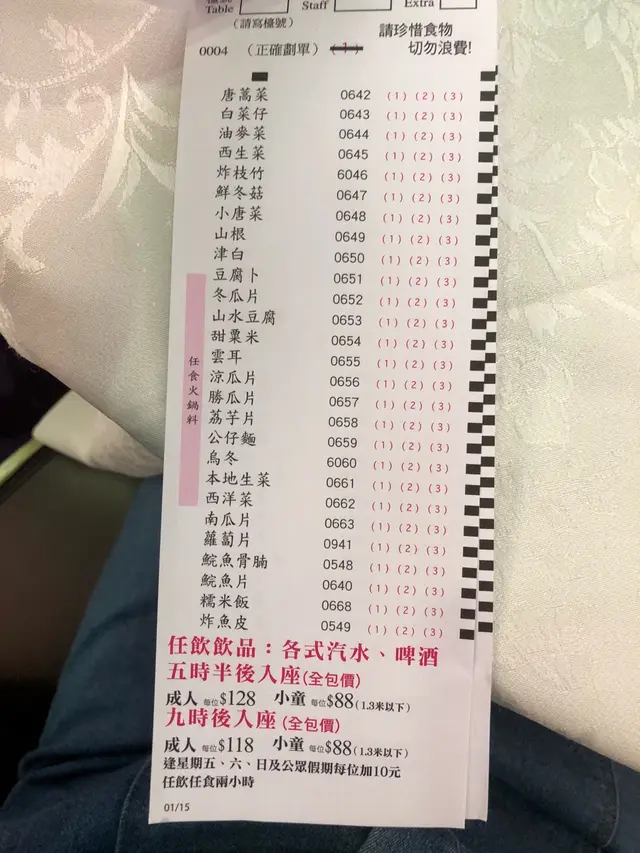 Table
Staff
Extra
(請寫檯號)
請珍惜食物
0004 (正確劃單) (1)
切勿浪費!
唐蒿菜 0642 (1) (2) (3)
白菜仔 0643 (1) (2) (3)
油麥菜 0644 (1) (2) (3)
西生菜 0645 (1) (2) (3)
炸枝竹 6046 (1) (2) (3)
鮮冬菇 0647 (1) (2) (3)
小唐菜 0648 (1) (2) (3)
山根 0649 (1) (2) (3)
津白 0650 (1) (2) (3)
豆腐卜 0651 (1) (2) (3)
冬瓜片 0652 (1) (2) (3)
山水豆腐 0653 (1) (2) (3)
甜粟米 0654 (1) (2) (3)
雲耳 0655 (1) (2) (3)
涼瓜片 0656 (1) (2) (3)
勝瓜片 0657 (1) (2) (3)
荔芋片 0658 (1) (2) (3)
公仔麵 0659 (1) (2) (3)
烏冬 6060 (1) (2) (3)
本地生菜 0661 (1) (2) (3)
西洋菜 0662 (1) (2) (3)
南瓜片 0663 (1) (2) (3)
蘿蔔片 0941 (1) (2) (3)
鯇魚骨腩 0548 (1) (2) (3)
鯇魚片 0640 (1) (2) (3)
糯米飯 0668 (1) (2) (3)
炸魚皮 0549 (1) (2) (3)
任食火鍋料
任飲飲品：各式汽水、啤酒
五時半後入座(全包價)
成人 每位$128 小童 每位$88(1.3米以下)
九時後入座(全包價)
成人 每位$118 小童 每位$88(1.3米以下)
逢星期五、六、日及公眾假期每位加10元
任飲任食兩小時
01/15